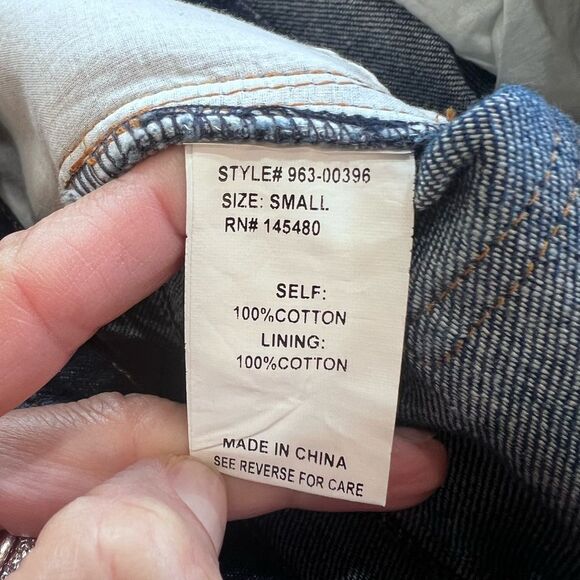 STYLE# 963-00396
SIZE: SMALL
RN# 145480
SELF:
100%COTTON
LINING:
100%COTTON
MADE IN CHINA
SEE REVERSE FOR CARE